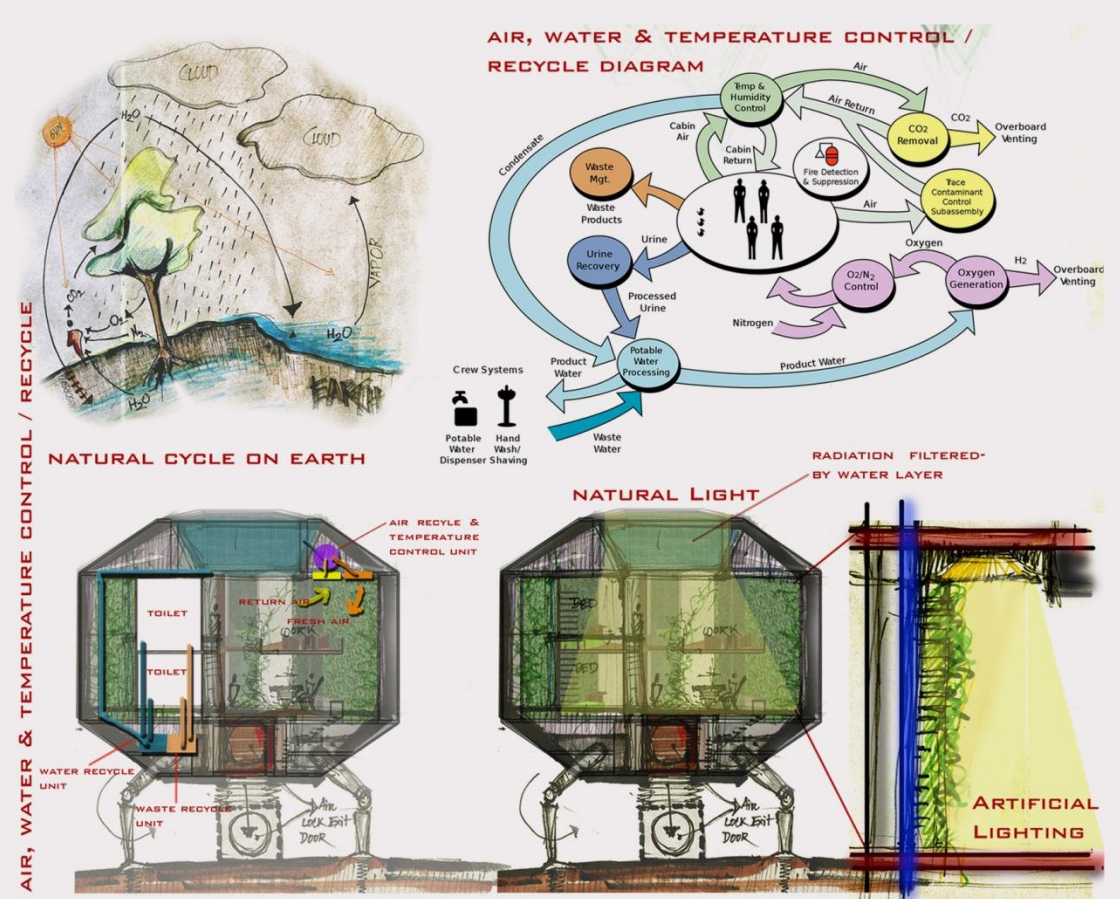 AIR, WATER & TEMPERATURE CONTROL / RECYCLE
CLOUD
LOUD
SUN
H₂O
VAPOR
CO₂
O₂
N₂
H₂O
H₂O
EARTH
NATURAL CYCLE ON EARTH
AIR, WATER & TEMPERATURE CONTROL /
RECYCLE DIAGRAM
Temp &
Humidity
Control
Air
Air Return
CO2
Removal
CO₂
Overboard
Venting
Condensate
Cabin
Air
Cabin
Return
Fire Detection
& Suppression
Waste
Mgt.
Waste
Products
Trace
Contaminant
Control
Subassembly
Air
Urine
Urine
Recovery
Processed
Urine
Oxygen
O2/N₂
Control
Oxygen
Generation
H₂
Overboard
Venting
Nitrogen
Potable
Water
Processing
Product
Water
Product Water
Crew Systems
Potable
Water
Dispenser
Hand
Wash/
Shaving
Waste
Water
AIR RECYLE &
TEMPERATURE
CONTROL UNIT
TOILET
TOILET
RETURN AIR
FRESH AIR
WORK
WATER RECYCLE
UNIT
WASTE RECYCLE
UNIT
Air
LOCK Exit
DOOR
NATURAL LIGHT
RADIATION FILTERED-
BY WATER LAYER
BED
BED
WORK
Air
LOCK Exit
DOOR
ARTIFICIAL
LIGHTING